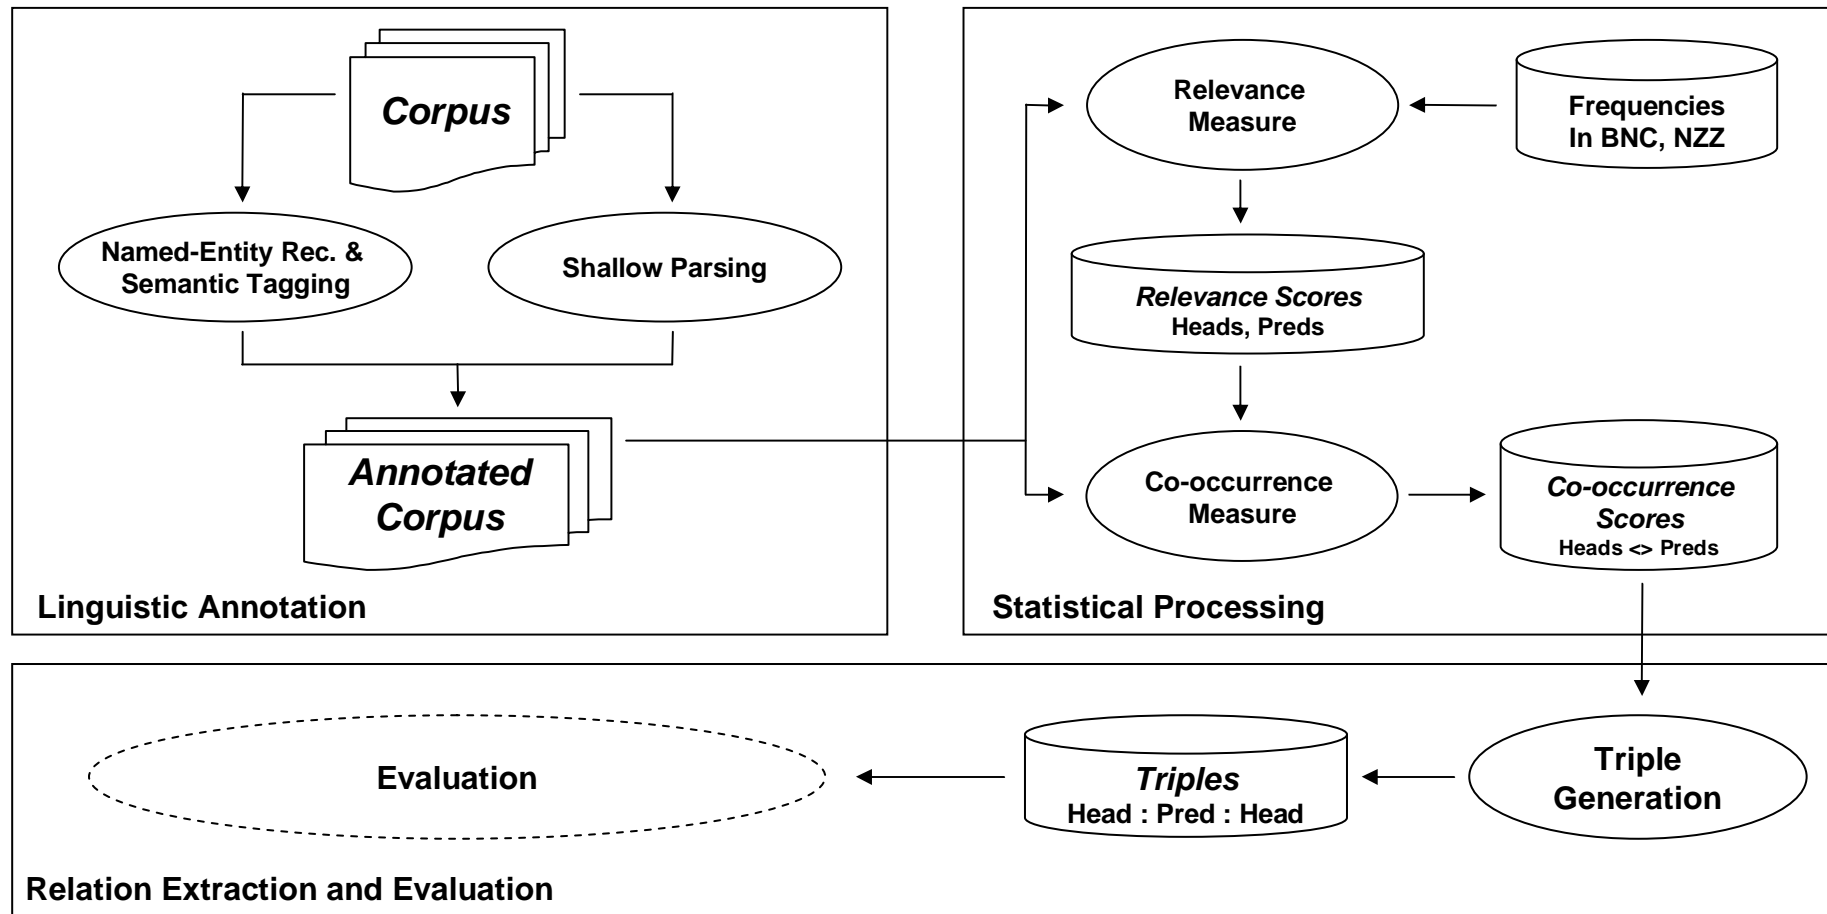 Corpus
Named-Entity Rec. &
Semantic Tagging
Shallow Parsing
Annotated
Corpus
Linguistic Annotation
Relevance
Measure
Frequencies
In BNC, NZZ
Relevance Scores
Heads, Preds
Co-occurrence
Measure
Co-occurrence
Scores
Heads <> Preds
Statistical Processing
Evaluation
Triples
Head : Pred : Head
Triple
Generation
Relation Extraction and Evaluation